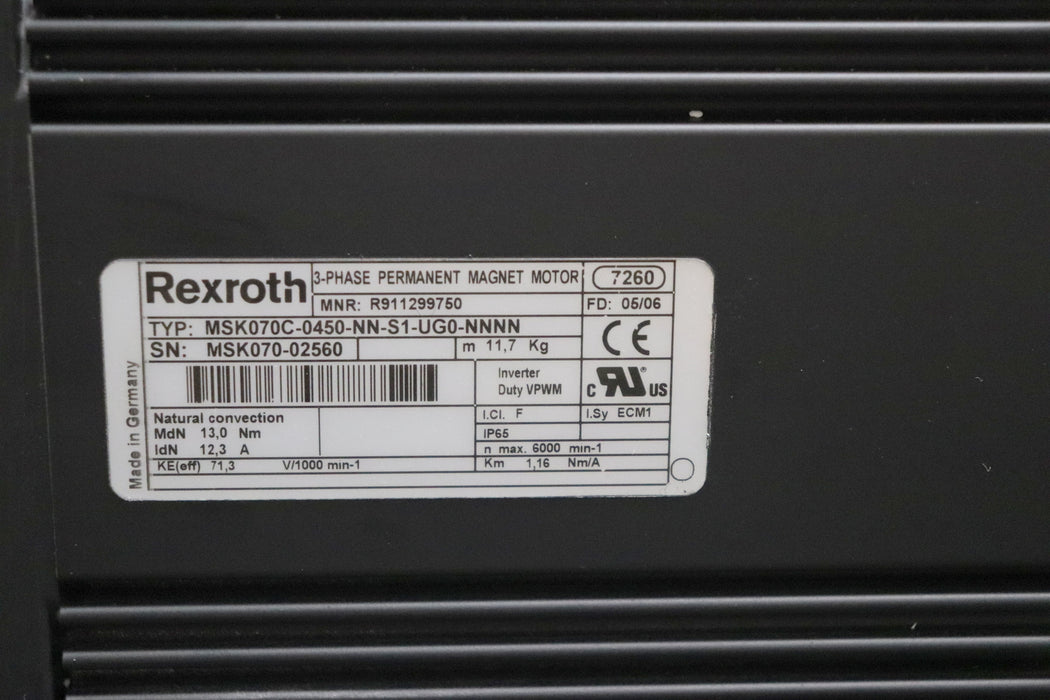 Rexroth
3-PHASE PERMANENT MAGNET MOTOR
7260
MNR: R911299750
FD: 05/06
TYP: MSK070C-0450-NN-S1-UG0-NNNN
SN: MSK070-02560
m 11,7 Kg
CE
Inverter
Duty VPWM
C RU US
Natural convection
MdN 13,0 Nm
IdN 12,3 A
I.Cl. F
I.Sy ECM1
IP65
n max. 6000 min-1
KE(eff) 71,3 V/1000 min-1
Km 1,16 Nm/A
Made in Germany